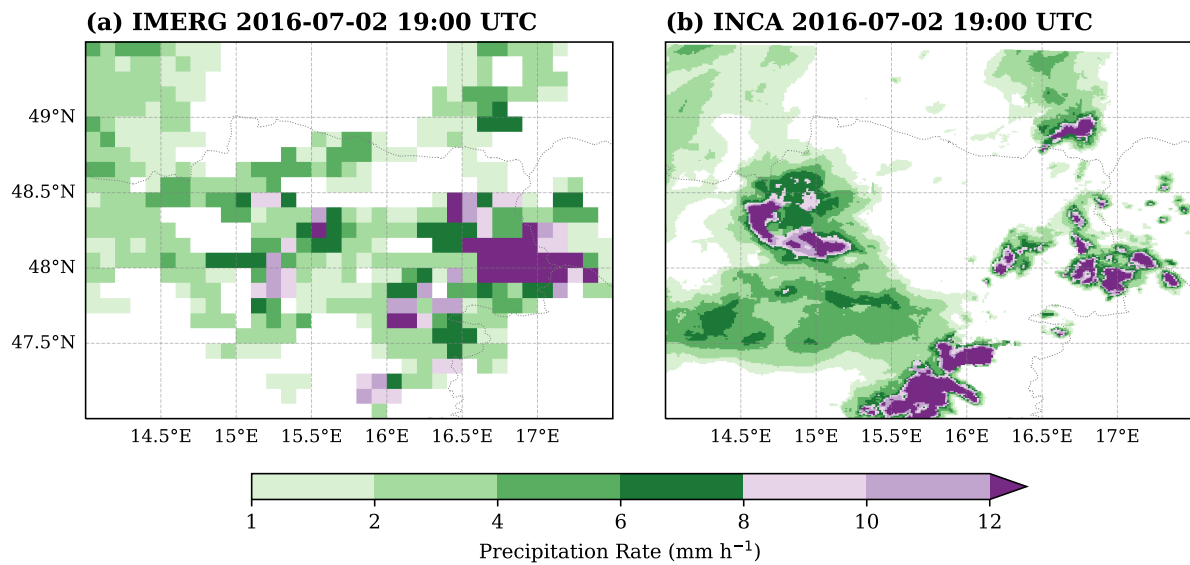 (a) IMERG 2016-07-02 19:00 UTC
(b) INCA 2016-07-02 19:00 UTC
49°N
48.5°N
48°N
47.5°N
14.5°E 15°E 15.5°E 16°E 16.5°E 17°E
14.5°E 15°E 15.5°E 16°E 16.5°E 17°E
1 2 4 6 8 10 12
Precipitation Rate (mm h⁻¹)